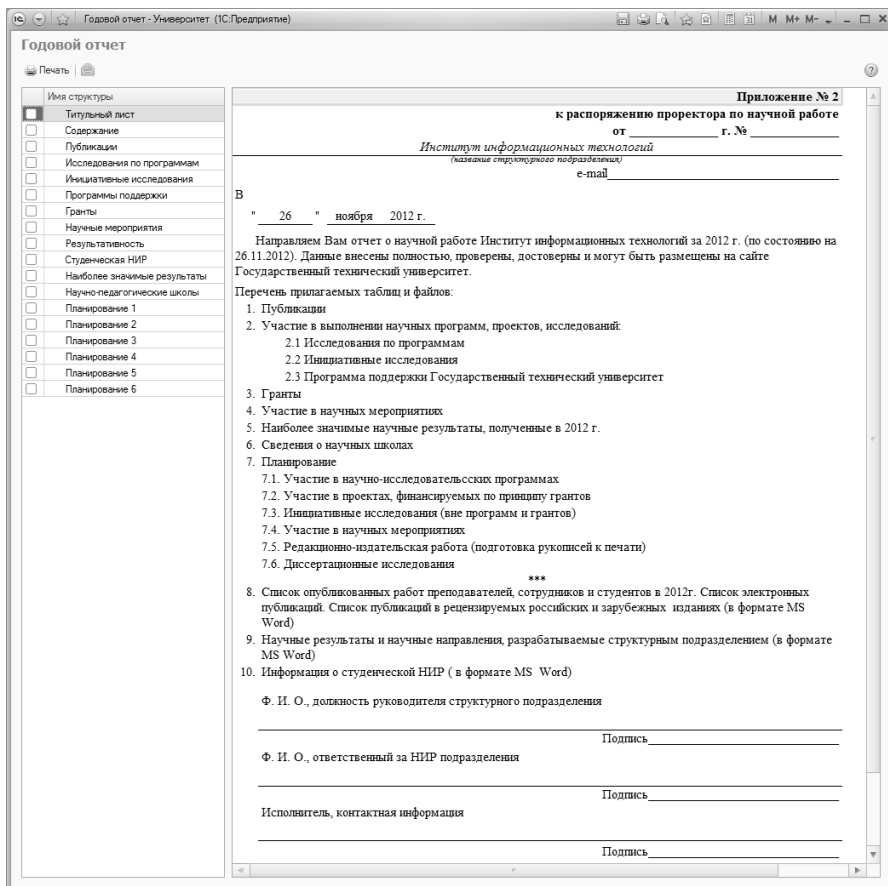 Годовой отчет - Университет (1С:Предприятие)
M M+ M-
Годовой отчет
Печать
?
Имя структуры
Титульный лист
Содержание
Публикации
Исследования по программам
Инициативные исследования
Программы поддержки
Гранты
Научные мероприятия
Результативность
Студенческая НИР
Наиболее значимые результаты
Научно-педагогические школы
Планирование 1
Планирование 2
Планирование 3
Планирование 4
Планирование 5
Планирование 6
Приложение № 2
к распоряжению проректора по научной работе
от ______________ г. № ______________
Институт информационных технологий
(название структурного подразделения)
e-mail
В
" 26 " ноября 2012 г.
Направляем Вам отчет о научной работе Институт информационных технологий за 2012 г. (по состоянию на
26.11.2012). Данные внесены полностью, проверены, достоверны и могут быть размещены на сайте
Государственный технический университет.
Перечень прилагаемых таблиц и файлов:
1. Публикации
2. Участие в выполнении научных программ, проектов, исследований:
2.1 Исследования по программам
2.2 Инициативные исследования
2.3 Программа поддержки Государственный технический университет
3. Гранты
4. Участие в научных мероприятиях
5. Наиболее значимые научные результаты, полученные в 2012 г.
6. Сведения о научных школах
7. Планирование
7.1. Участие в научно-исследовательсских программах
7.2. Участие в проектах, финансируемых по принципу грантов
7.3. Инициативные исследования (вне программ и грантов)
7.4. Участие в научных мероприятиях
7.5. Редакционно-издательская работа (подготовка рукописей к печати)
7.6. Диссертационные исследования
***
8. Список опубликованных работ преподавателей, сотрудников и студентов в 2012г. Список электронных
публикаций. Список публикаций в рецензируемых российских и зарубежных изданиях (в формате MS
Word)
9. Научные результаты и научные направления, разрабатываемые структурным подразделением (в формате
MS Word)
10. Информация о студенческой НИР ( в формате MS Word)
Ф. И. О., должность руководителя структурного подразделения
Подпись
Ф. И. О., ответственный за НИР подразделения
Подпись
Исполнитель, контактная информация
Подпись